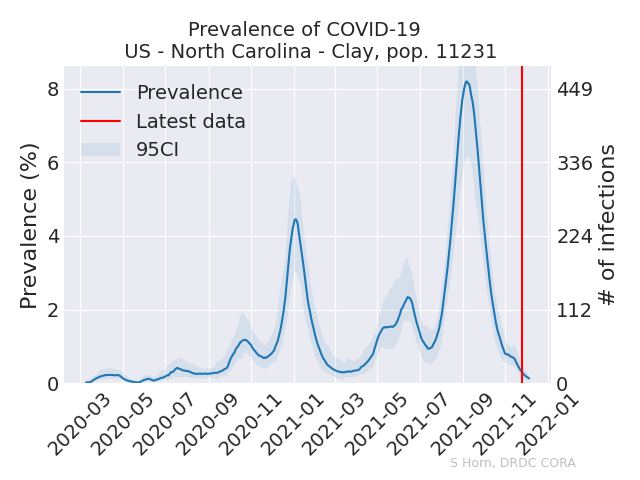 Prevalence of COVID-19
US - North Carolina - Clay, pop. 11231
Prevalence
Latest data
95CI
Prevalence (%)
8
6
4
2
0
449
336
224
112
0
# of infections
2020-03
2020-05
2020-07
2020-09
2020-11
2021-01
2021-03
2021-05
2021-07
2021-09
2021-11
2022-01
S Horn, DRDC CORA